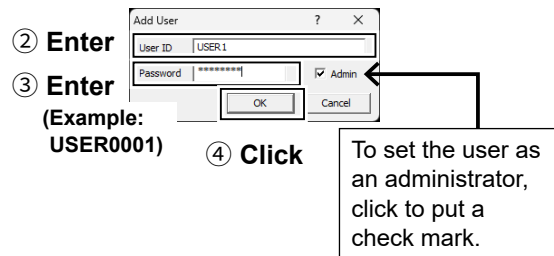 Add User ? ×
② Enter
User ID USER1
Password ******** Admin
③ Enter
OK Cancel
(Example:
USER0001)
④ Click
To set the user as
an administrator,
click to put a
check mark.